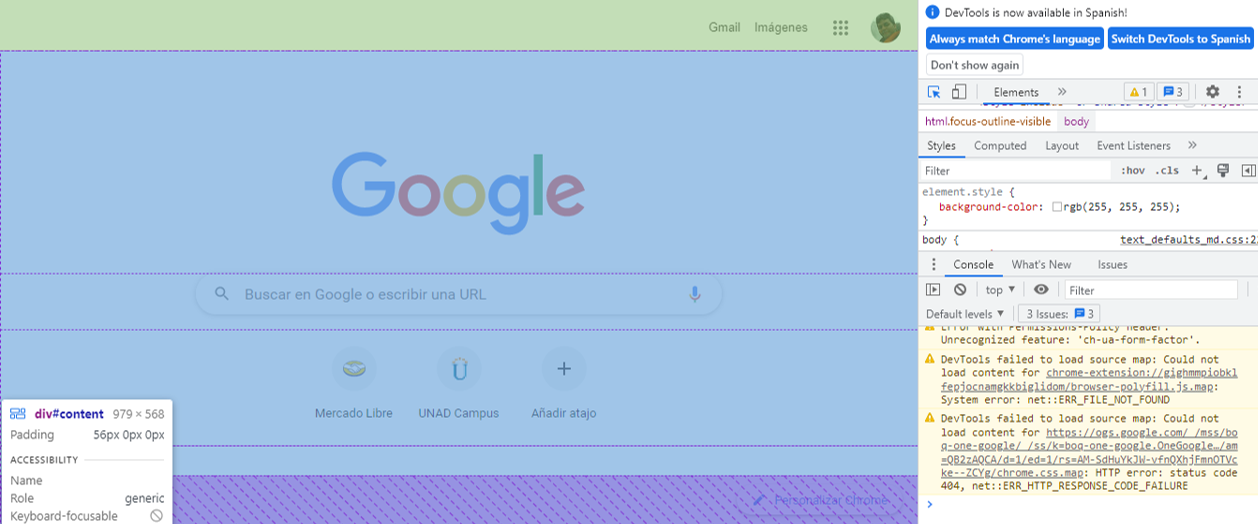 Gmail Imágenes
Google
Buscar en Google o escribir una URL
Mercado Libre UNAD Campus Añadir atajo
div#content 979 × 568
Padding 56px 0px 0px
ACCESSIBILITY
Name
Role generic
Keyboard-focusable
Personalizar Chrome
DevTools is now available in Spanish!
Always match Chrome's language Switch DevTools to Spanish
Don't show again
Elements » 1 3
html.focus-outline-visible body
Styles Computed Layout Event Listeners »
Filter :hov .cls +
element.style {
background-color: rgb(255, 255, 255);
}
body { text_defaults_md.css:2
Console What's New Issues
top ▼ Filter
Default levels ▼ 3 Issues: 3
Error with Permissions-Policy header:
Unrecognized feature: 'ch-ua-form-factor'.
DevTools failed to load source map: Could not
load content for chrome-extension://gighmmpiobkl
fepjocnamgkkbiglidom/browser-polyfill.js.map:
System error: net::ERR_FILE_NOT_FOUND
DevTools failed to load source map: Could not
load content for https://ogs.google.com/_/mss/bo
q-one-google/_/ss/k=boq-one-google.OneGoogle…/am
=QB2zAQCA/d=1/ed=1/rs=AM-SdHuYkJW-vfnQXhjFmnOTVc
ke--ZCYg/chrome.css.map: HTTP error: status code
404, net::ERR_HTTP_RESPONSE_CODE_FAILURE